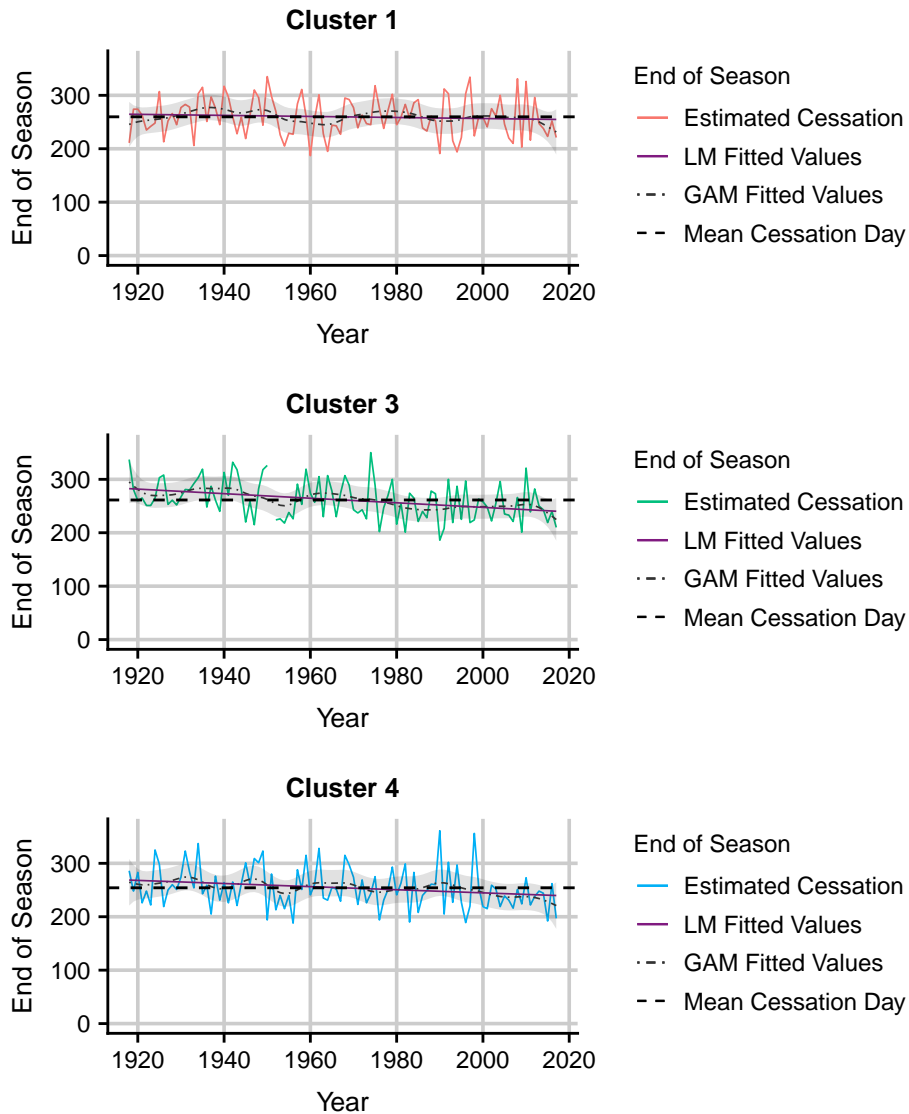 Cluster 1
End of Season
300
200
100
0
1920 1940 1960 1980 2000 2020
Year
End of Season
Estimated Cessation
LM Fitted Values
GAM Fitted Values
Mean Cessation Day
Cluster 3
End of Season
300
200
100
0
1920 1940 1960 1980 2000 2020
Year
End of Season
Estimated Cessation
LM Fitted Values
GAM Fitted Values
Mean Cessation Day
Cluster 4
End of Season
300
200
100
0
1920 1940 1960 1980 2000 2020
Year
End of Season
Estimated Cessation
LM Fitted Values
GAM Fitted Values
Mean Cessation Day